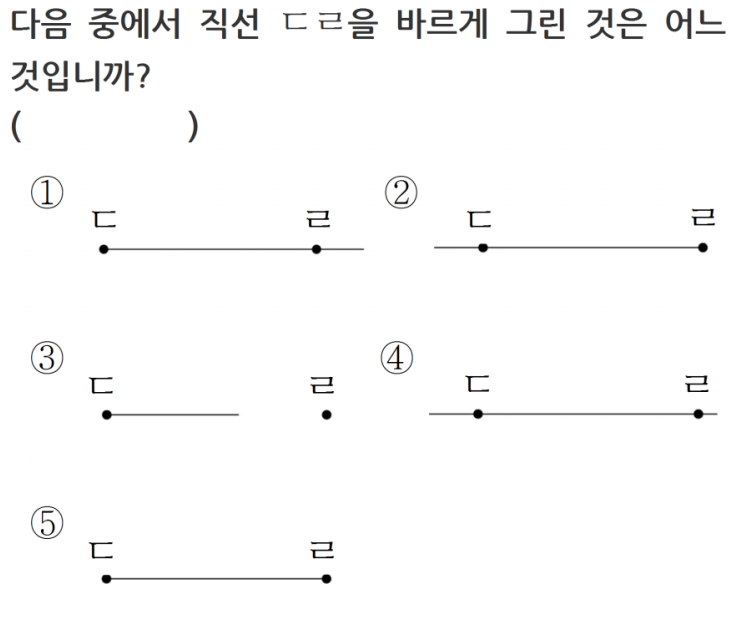 다음 중에서 직선 ㄷㄹ을 바르게 그린 것은 어느
것입니까?
( )
① ㄷ ㄹ
② ㄷ ㄹ
③ ㄷ ㄹ
④ ㄷ ㄹ
⑤ ㄷ ㄹ